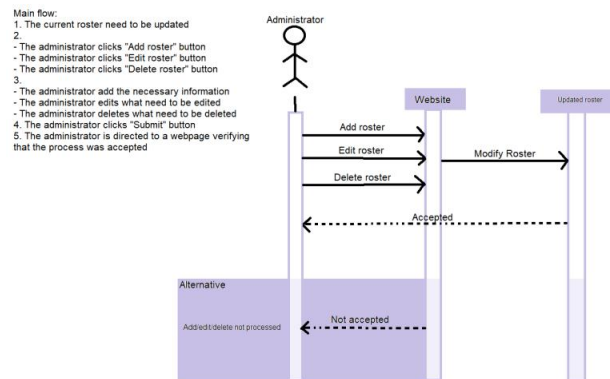 Main flow:
1. The current roster need to be updated
2.
- The administrator clicks "Add roster" button
- The administrator clicks "Edit roster" button
- The administrator clicks "Delete roster" button
3.
- The administrator add the necessary information
- The administrator edits what need to be edited
- The administrator deletes what need to be deleted
4. The administrator clicks "Submit" button
5. The administrator is directed to a webpage verifying
that the process was accepted
Administrator
Website
Updated roster
Add roster
Edit roster
Modify Roster
Delete roster
Accepted
Alternative
Not accepted
Add/edit/delete not processed